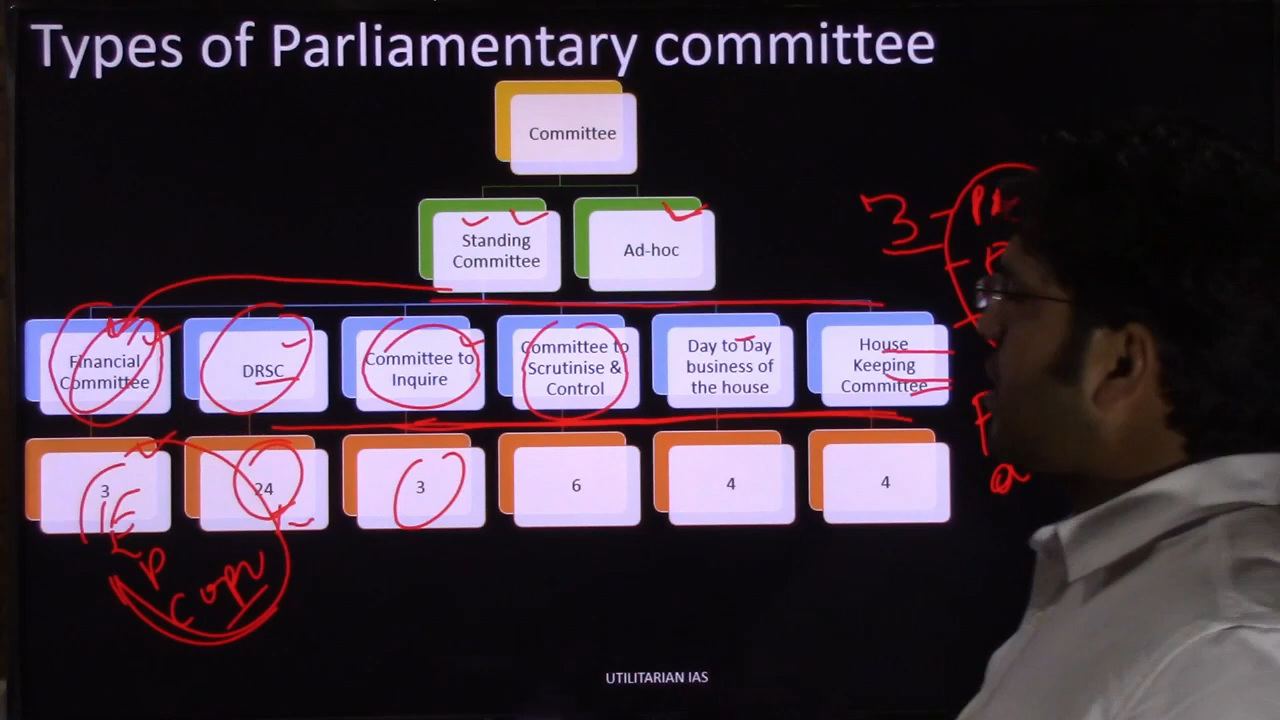 Types of Parliamentary committee
Committee
Standing
Committee
Ad-hoc
Financial
Committee
DRSC
Committee to
Inquire
Committee to
Scrutinise &
Control
Day to Day
business of
the house
House
Keeping
Committee
3
24
3
6
4
4
3
UTILITARIAN IAS